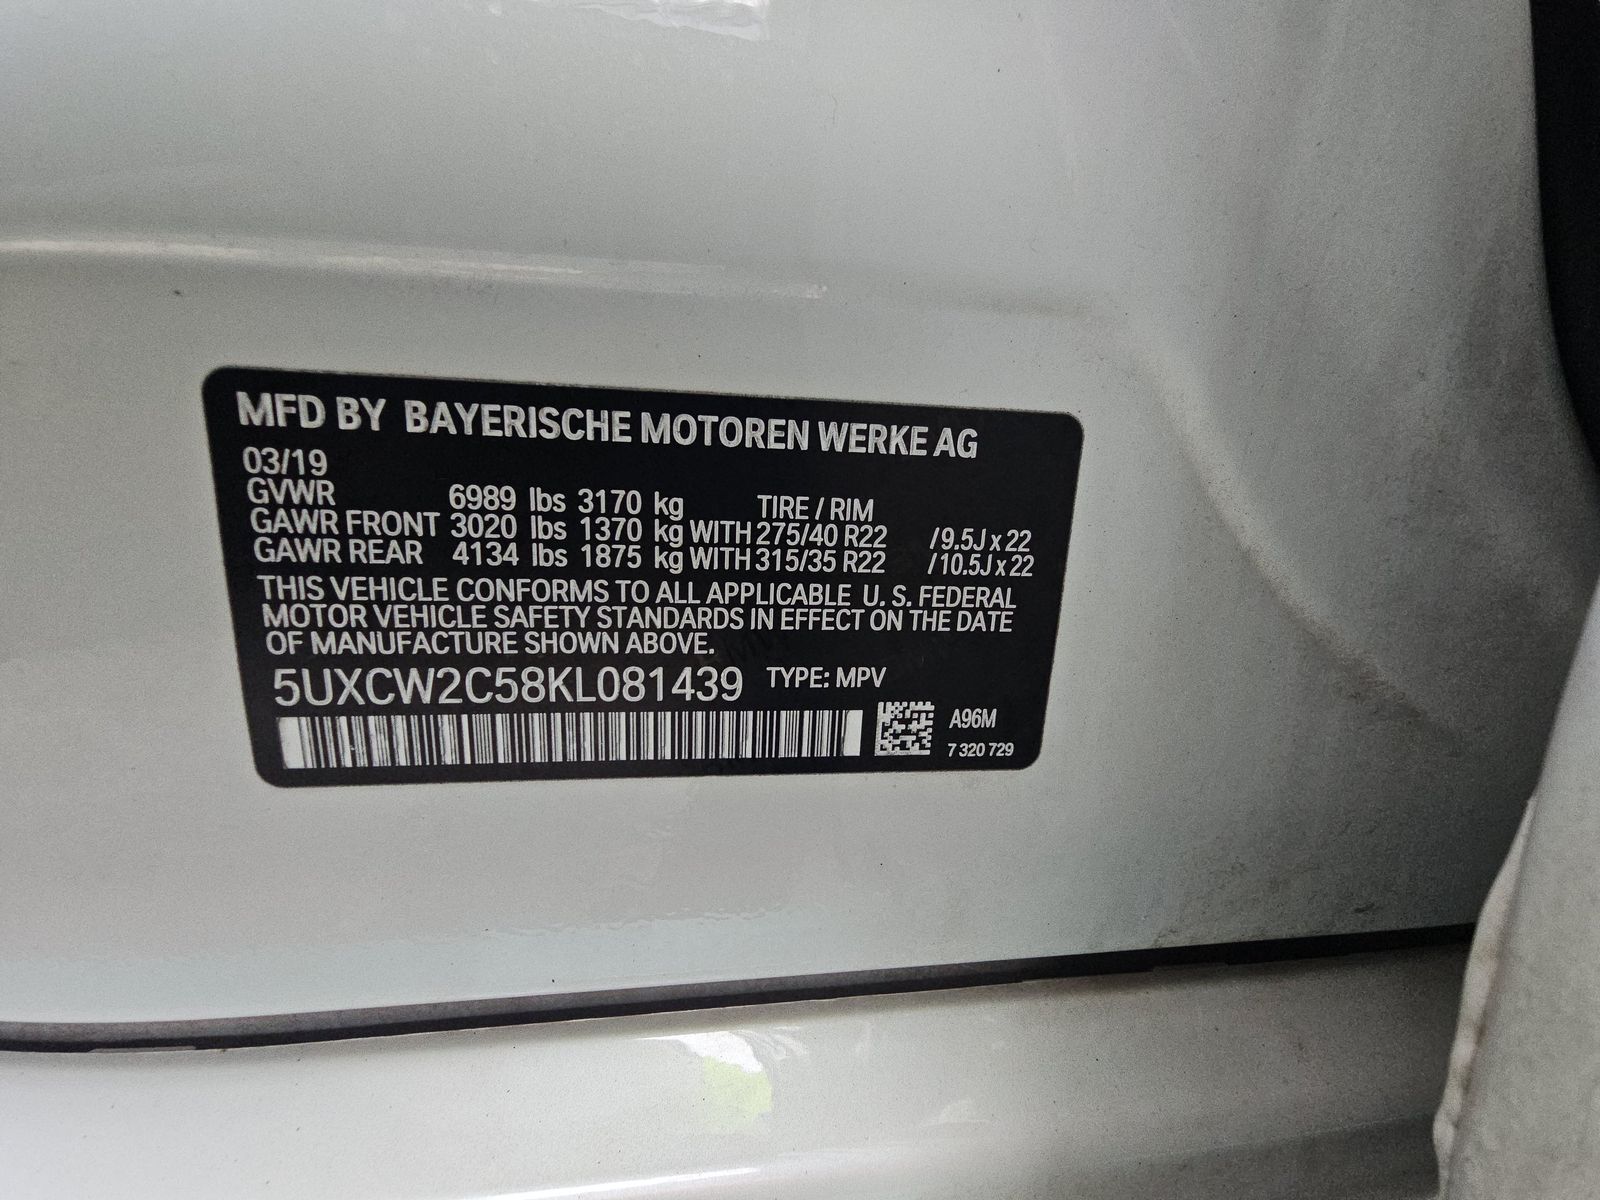 MFD BY BAYERISCHE MOTOREN WERKE AG
03/19
GVWR 6989 lbs 3170 kg TIRE / RIM
GAWR FRONT 3020 lbs 1370 kg WITH 275/40 R22 /9.5J x 22
GAWR REAR 4134 lbs 1875 kg WITH 315/35 R22 /10.5J x 22
THIS VEHICLE CONFORMS TO ALL APPLICABLE U. S. FEDERAL
MOTOR VEHICLE SAFETY STANDARDS IN EFFECT ON THE DATE
OF MANUFACTURE SHOWN ABOVE.
5UXCW2C58KL081439 TYPE: MPV
A96M
7 320 729